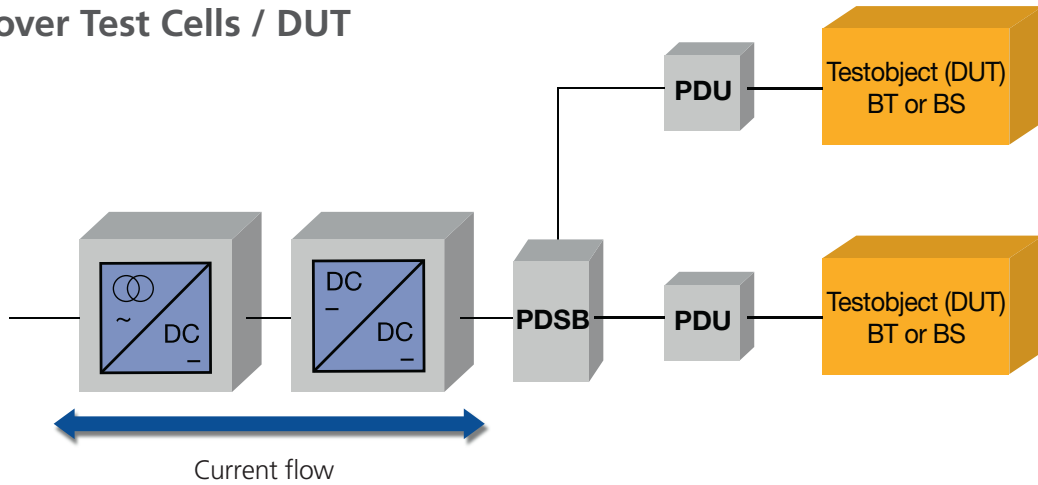 over Test Cells / DUT
PDU
Testobject (DUT)
BT or BS
~
DC
–
DC
–
DC
–
PDSB
PDU
Testobject (DUT)
BT or BS
Current flow